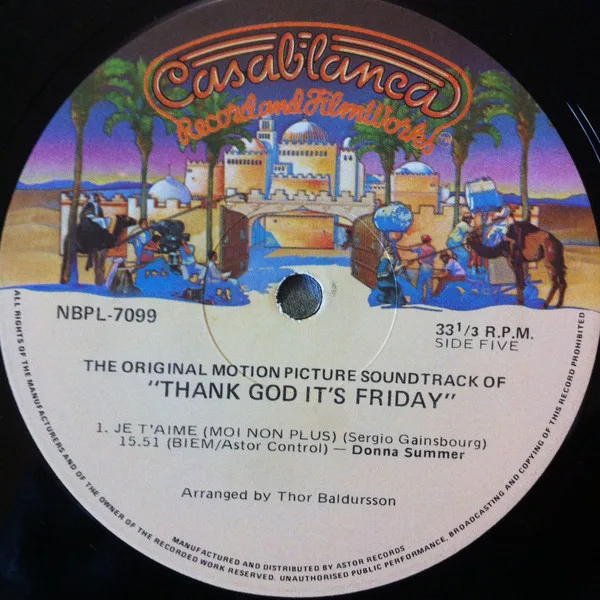 Casablanca
Record and FilmWorks
NBPL-7099
33 1/3 R.P.M.
SIDE FIVE
THE ORIGINAL MOTION PICTURE SOUNDTRACK OF
"THANK GOD IT'S FRIDAY"
1. JE T'AIME (MOI NON PLUS) (Sergio Gainsbourg)
15.51 (BIEM/Astor Control) — Donna Summer
Arranged by Thor Baldursson
MANUFACTURED AND DISTRIBUTED BY ASTOR RECORDS
ALL RIGHTS OF THE MANUFACTURERS AND OF THE OWNER OF THE RECORDED WORK RESERVED. UNAUTHORISED PUBLIC PERFORMANCE, BROADCASTING AND COPYING OF THIS RECORD PROHIBITED